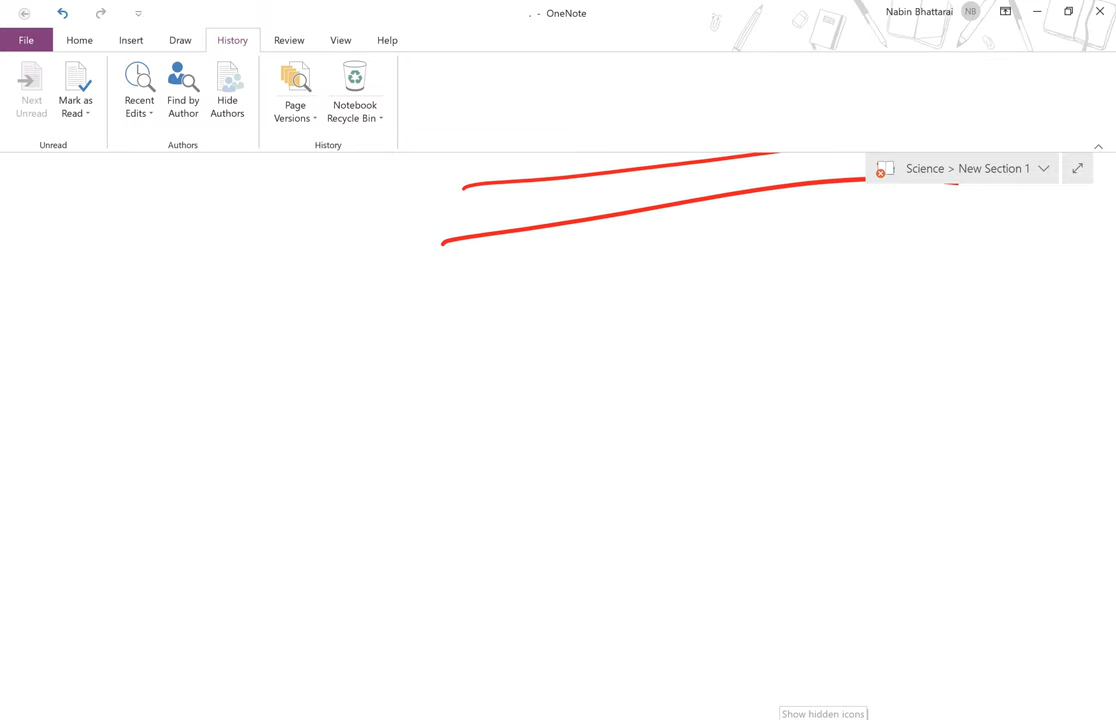 . - OneNote
Nabin Bhattarai NB
File Home Insert Draw History Review View Help
Next Unread
Mark as Read
Recent Edits
Find by Author
Hide Authors
Page Versions
Notebook Recycle Bin
Unread Authors History
Science > New Section 1
Show hidden icons